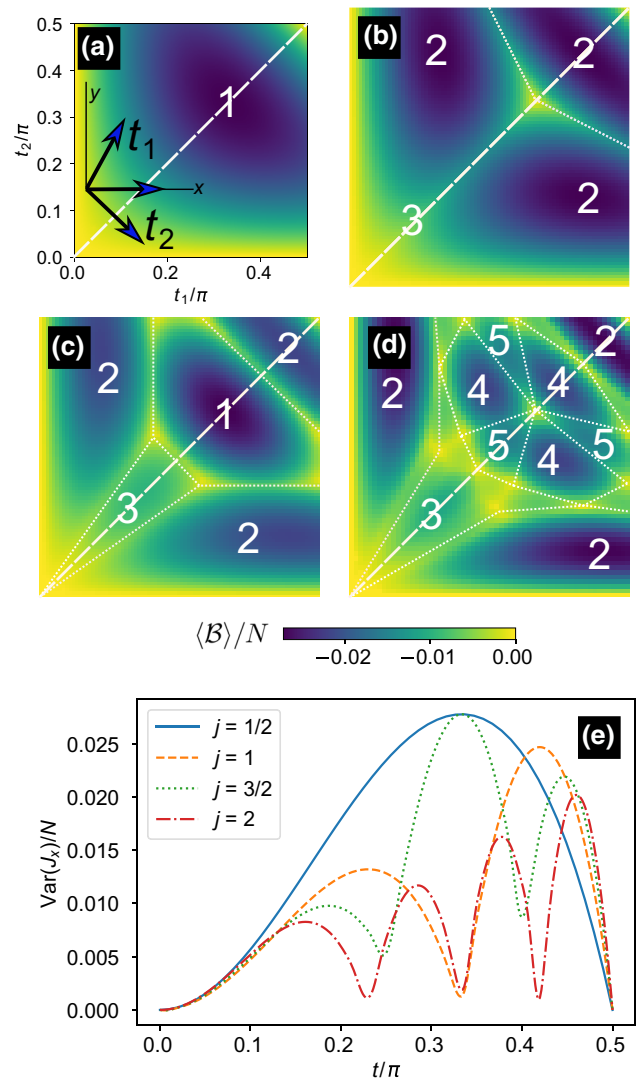 (a)
0.5
0.4
0.3
0.2
0.1
0.0
t₂/π
y
x
t₁
t₂
1
0.0
0.2
0.4
t₁/π
(b)
2
2
3
2
(c)
2
2
1
3
2
(d)
2
5
2
4
4
5
5
4
3
2
⟨ℬ⟩/N
−0.02
−0.01
0.00
(e)
j = 1/2
j = 1
j = 3/2
j = 2
Var(Jₓ)/N
0.025
0.020
0.015
0.010
0.005
0.000
0.0
0.1
0.2
0.3
0.4
0.5
t/π